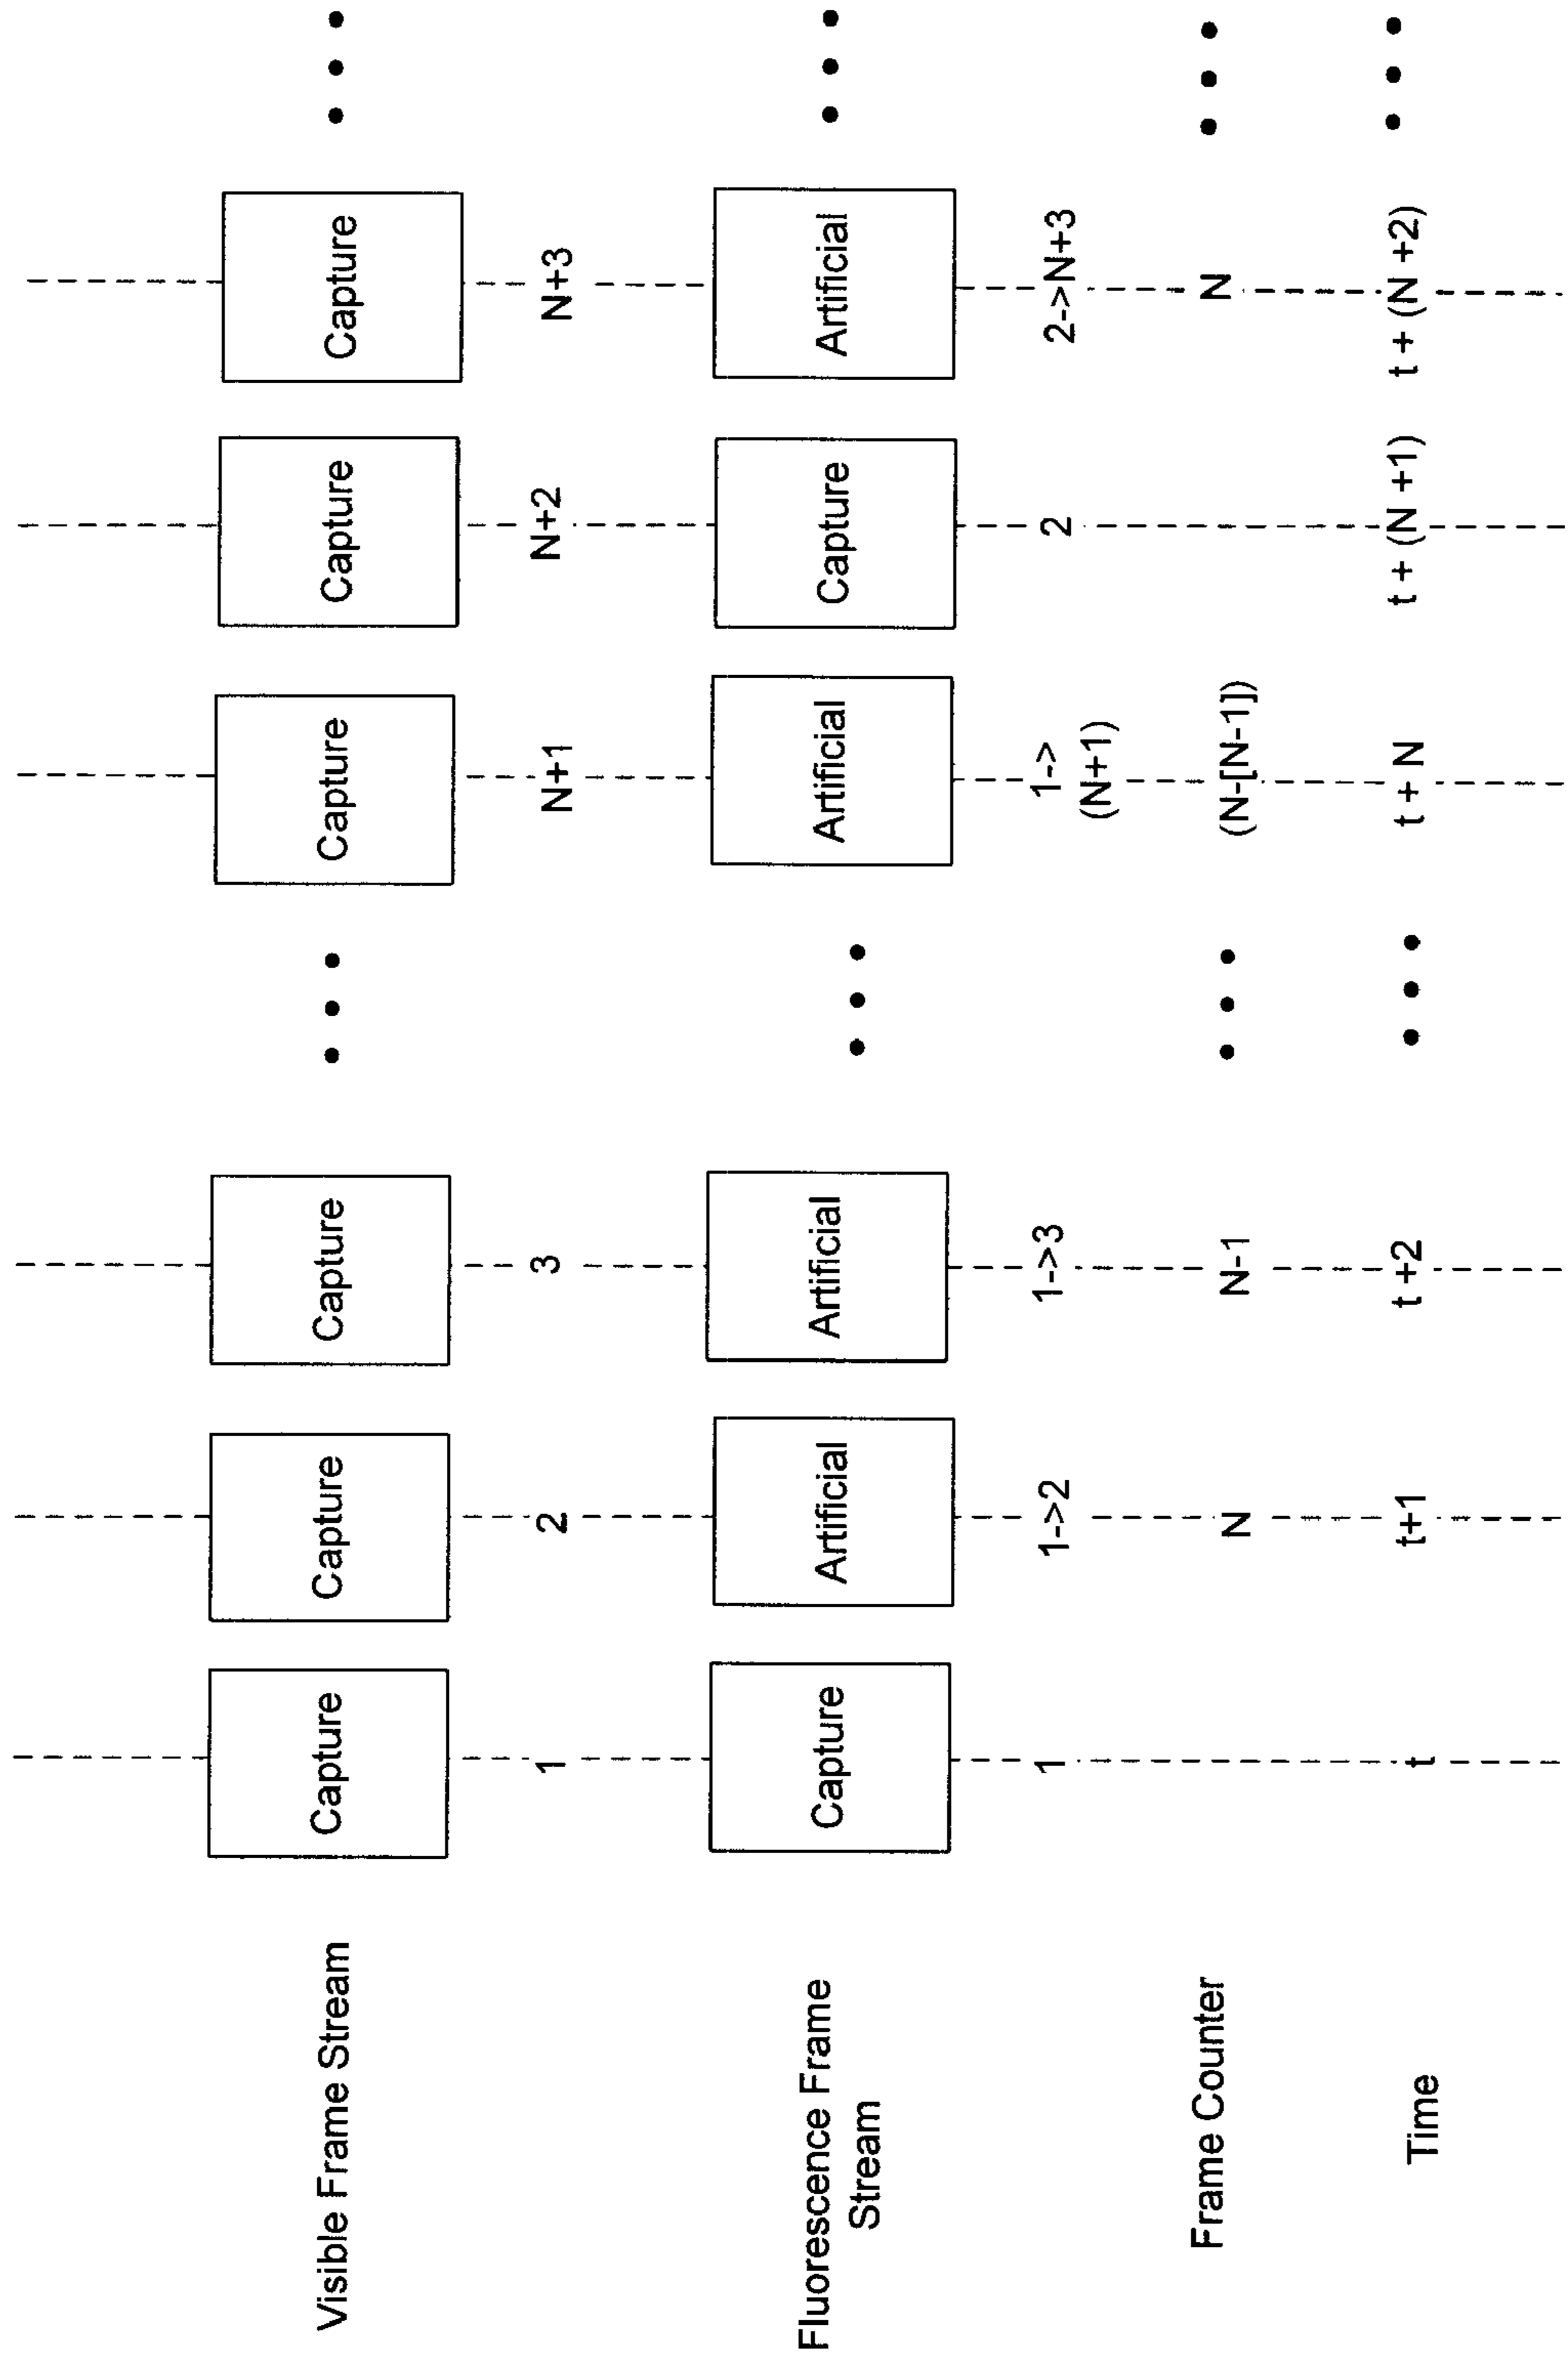 Visible Frame Stream
Capture
Capture
Capture
Capture
Capture
Capture
1
2
3
N+1
N+2
N+3
Fluorescence Frame
Stream
Capture
Artificial
Artificial
Artificial
Capture
Artificial
1
1->2
1->3
1->
(N+1)
2
2->N+3
Frame Counter
N
N-1
(N-[N-1])
N
Time
t
t+1
t +2
t + N
t + (N +1)
t + (N +2)